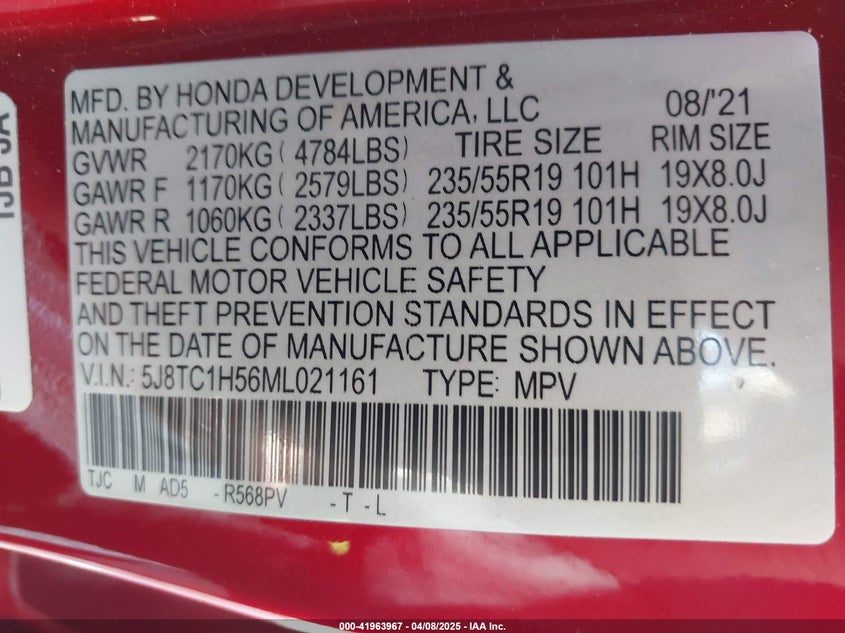 MFD. BY HONDA DEVELOPMENT &
MANUFACTURING OF AMERICA, LLC 08/'21
GVWR 2170KG ( 4784LBS) TIRE SIZE RIM SIZE
GAWR F 1170KG ( 2579LBS) 235/55R19 101H 19X8.0J
GAWR R 1060KG ( 2337LBS) 235/55R19 101H 19X8.0J
THIS VEHICLE CONFORMS TO ALL APPLICABLE
FEDERAL MOTOR VEHICLE SAFETY
AND THEFT PREVENTION STANDARDS IN EFFECT
ON THE DATE OF MANUFACTURE SHOWN ABOVE.
V.I.N.: 5J8TC1H56ML021161 TYPE: MPV
TJC M AD5 - R568PV - T - L
000-41963967 - 04/08/2025 - IAA Inc.